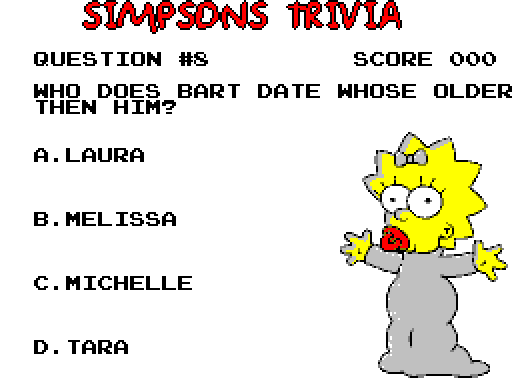 SIMPSONS TRIVIA
QUESTION #8 SCORE 000
WHO DOES BART DATE WHOSE OLDER
THEN HIM?
A.LAURA
B.MELISSA
C.MICHELLE
D.TARA